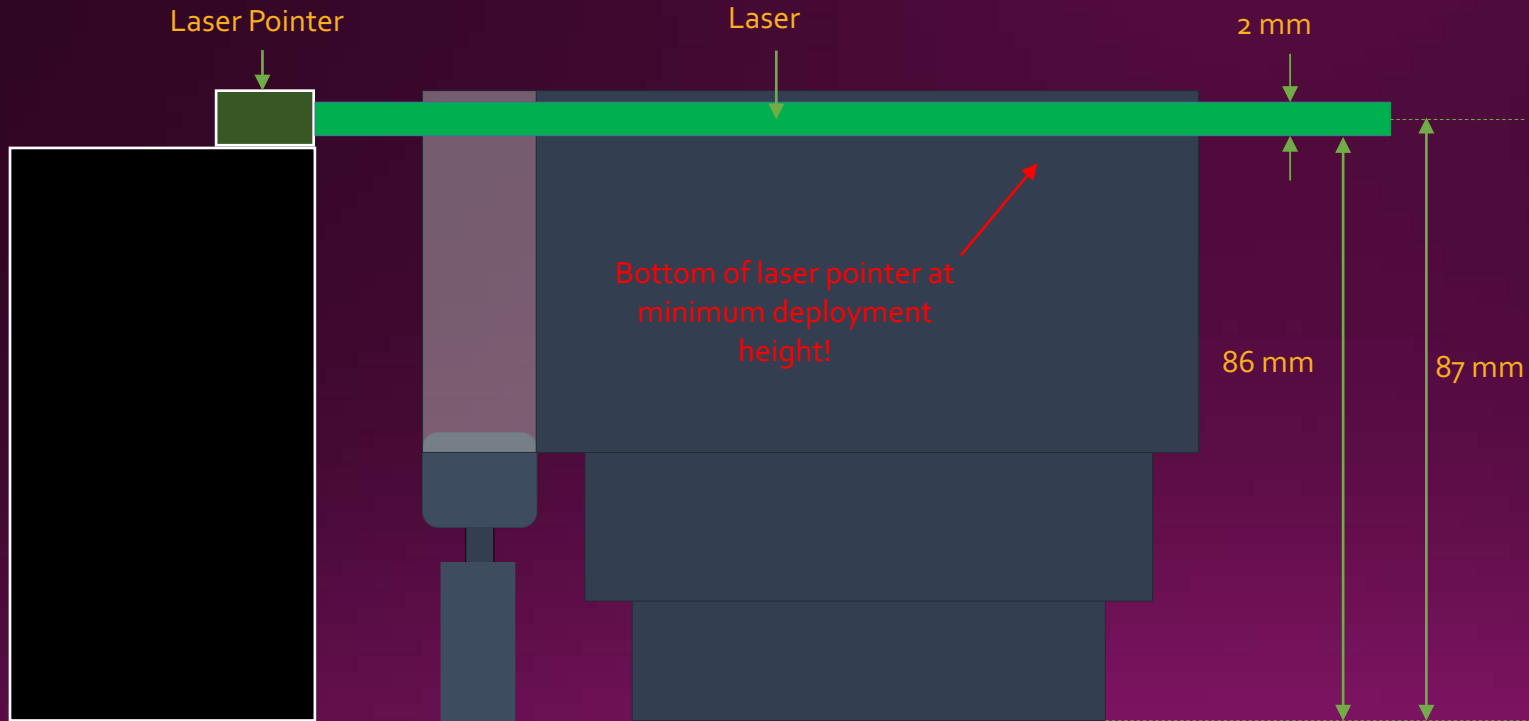 Laser Pointer
Laser
2 mm
Bottom of laser pointer at
minimum deployment
height!
86 mm
87 mm